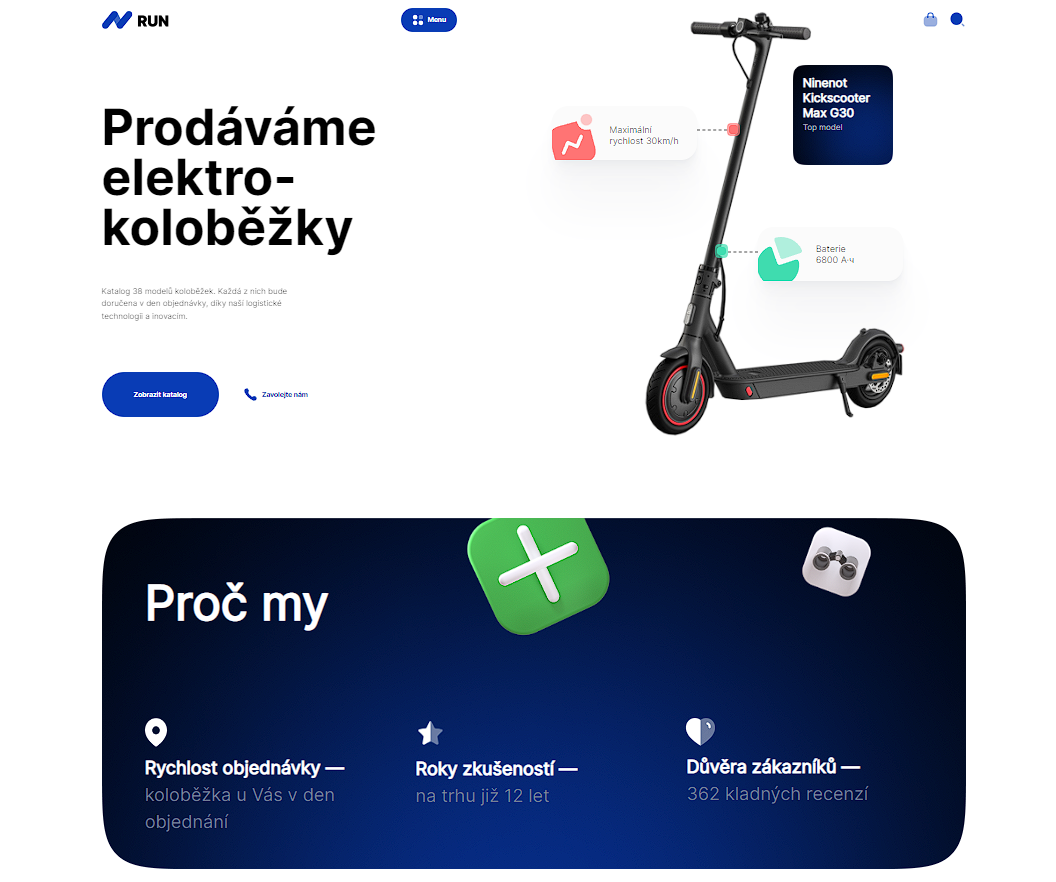 RUN
Menu
Ninenot
Kickscooter
Max G30
Top model
Prodáváme
elektro-
koloběžky
Maximální
rychlost 30km/h
Baterie
6800 А·ч
Katalog 38 modelů koloběžek. Každá z nich bude
doručena v den objednávky, díky naší logistické
technologii a inovacím.
Zobrazit katalog
Zavolejte nám
Proč my
Rychlost objednávky —
koloběžka u Vás v den
objednání
Roky zkušeností —
na trhu již 12 let
Důvěra zákazníků —
362 kladných recenzí